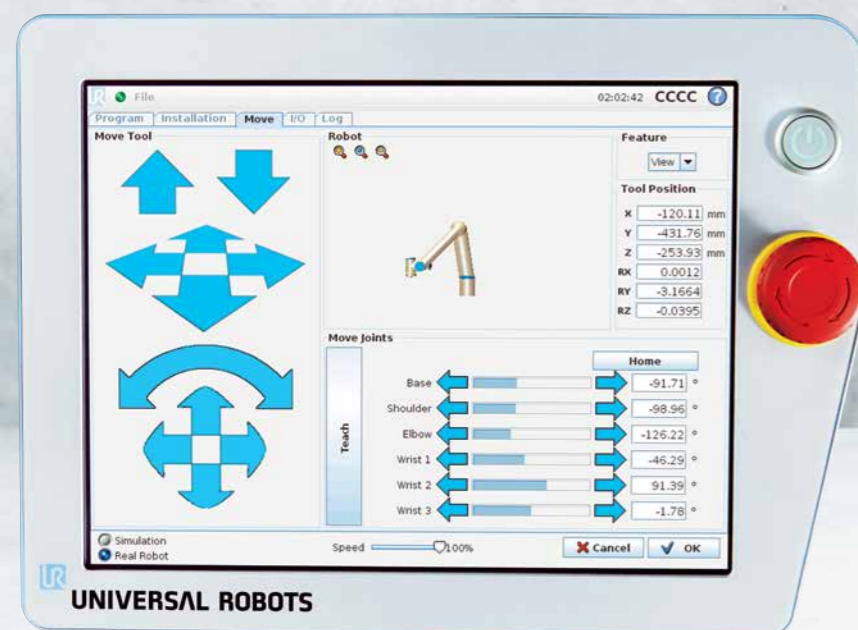 File 02:02:42 CCCC ?
Program Installation Move I/O Log
Move Tool
Robot
Feature
View
Tool Position
X -120.11 mm
Y -431.76 mm
Z -253.93 mm
RX 0.0012
RY -3.1664
RZ -0.0395
Move Joints
Home
Teach
Base -91.71 °
Shoulder -98.96 °
Elbow -126.22 °
Wrist 1 -46.29 °
Wrist 2 91.39 °
Wrist 3 -1.78 °
Simulation
Real Robot
Speed 100%
Cancel OK
UR
UNIVERSAL ROBOTS